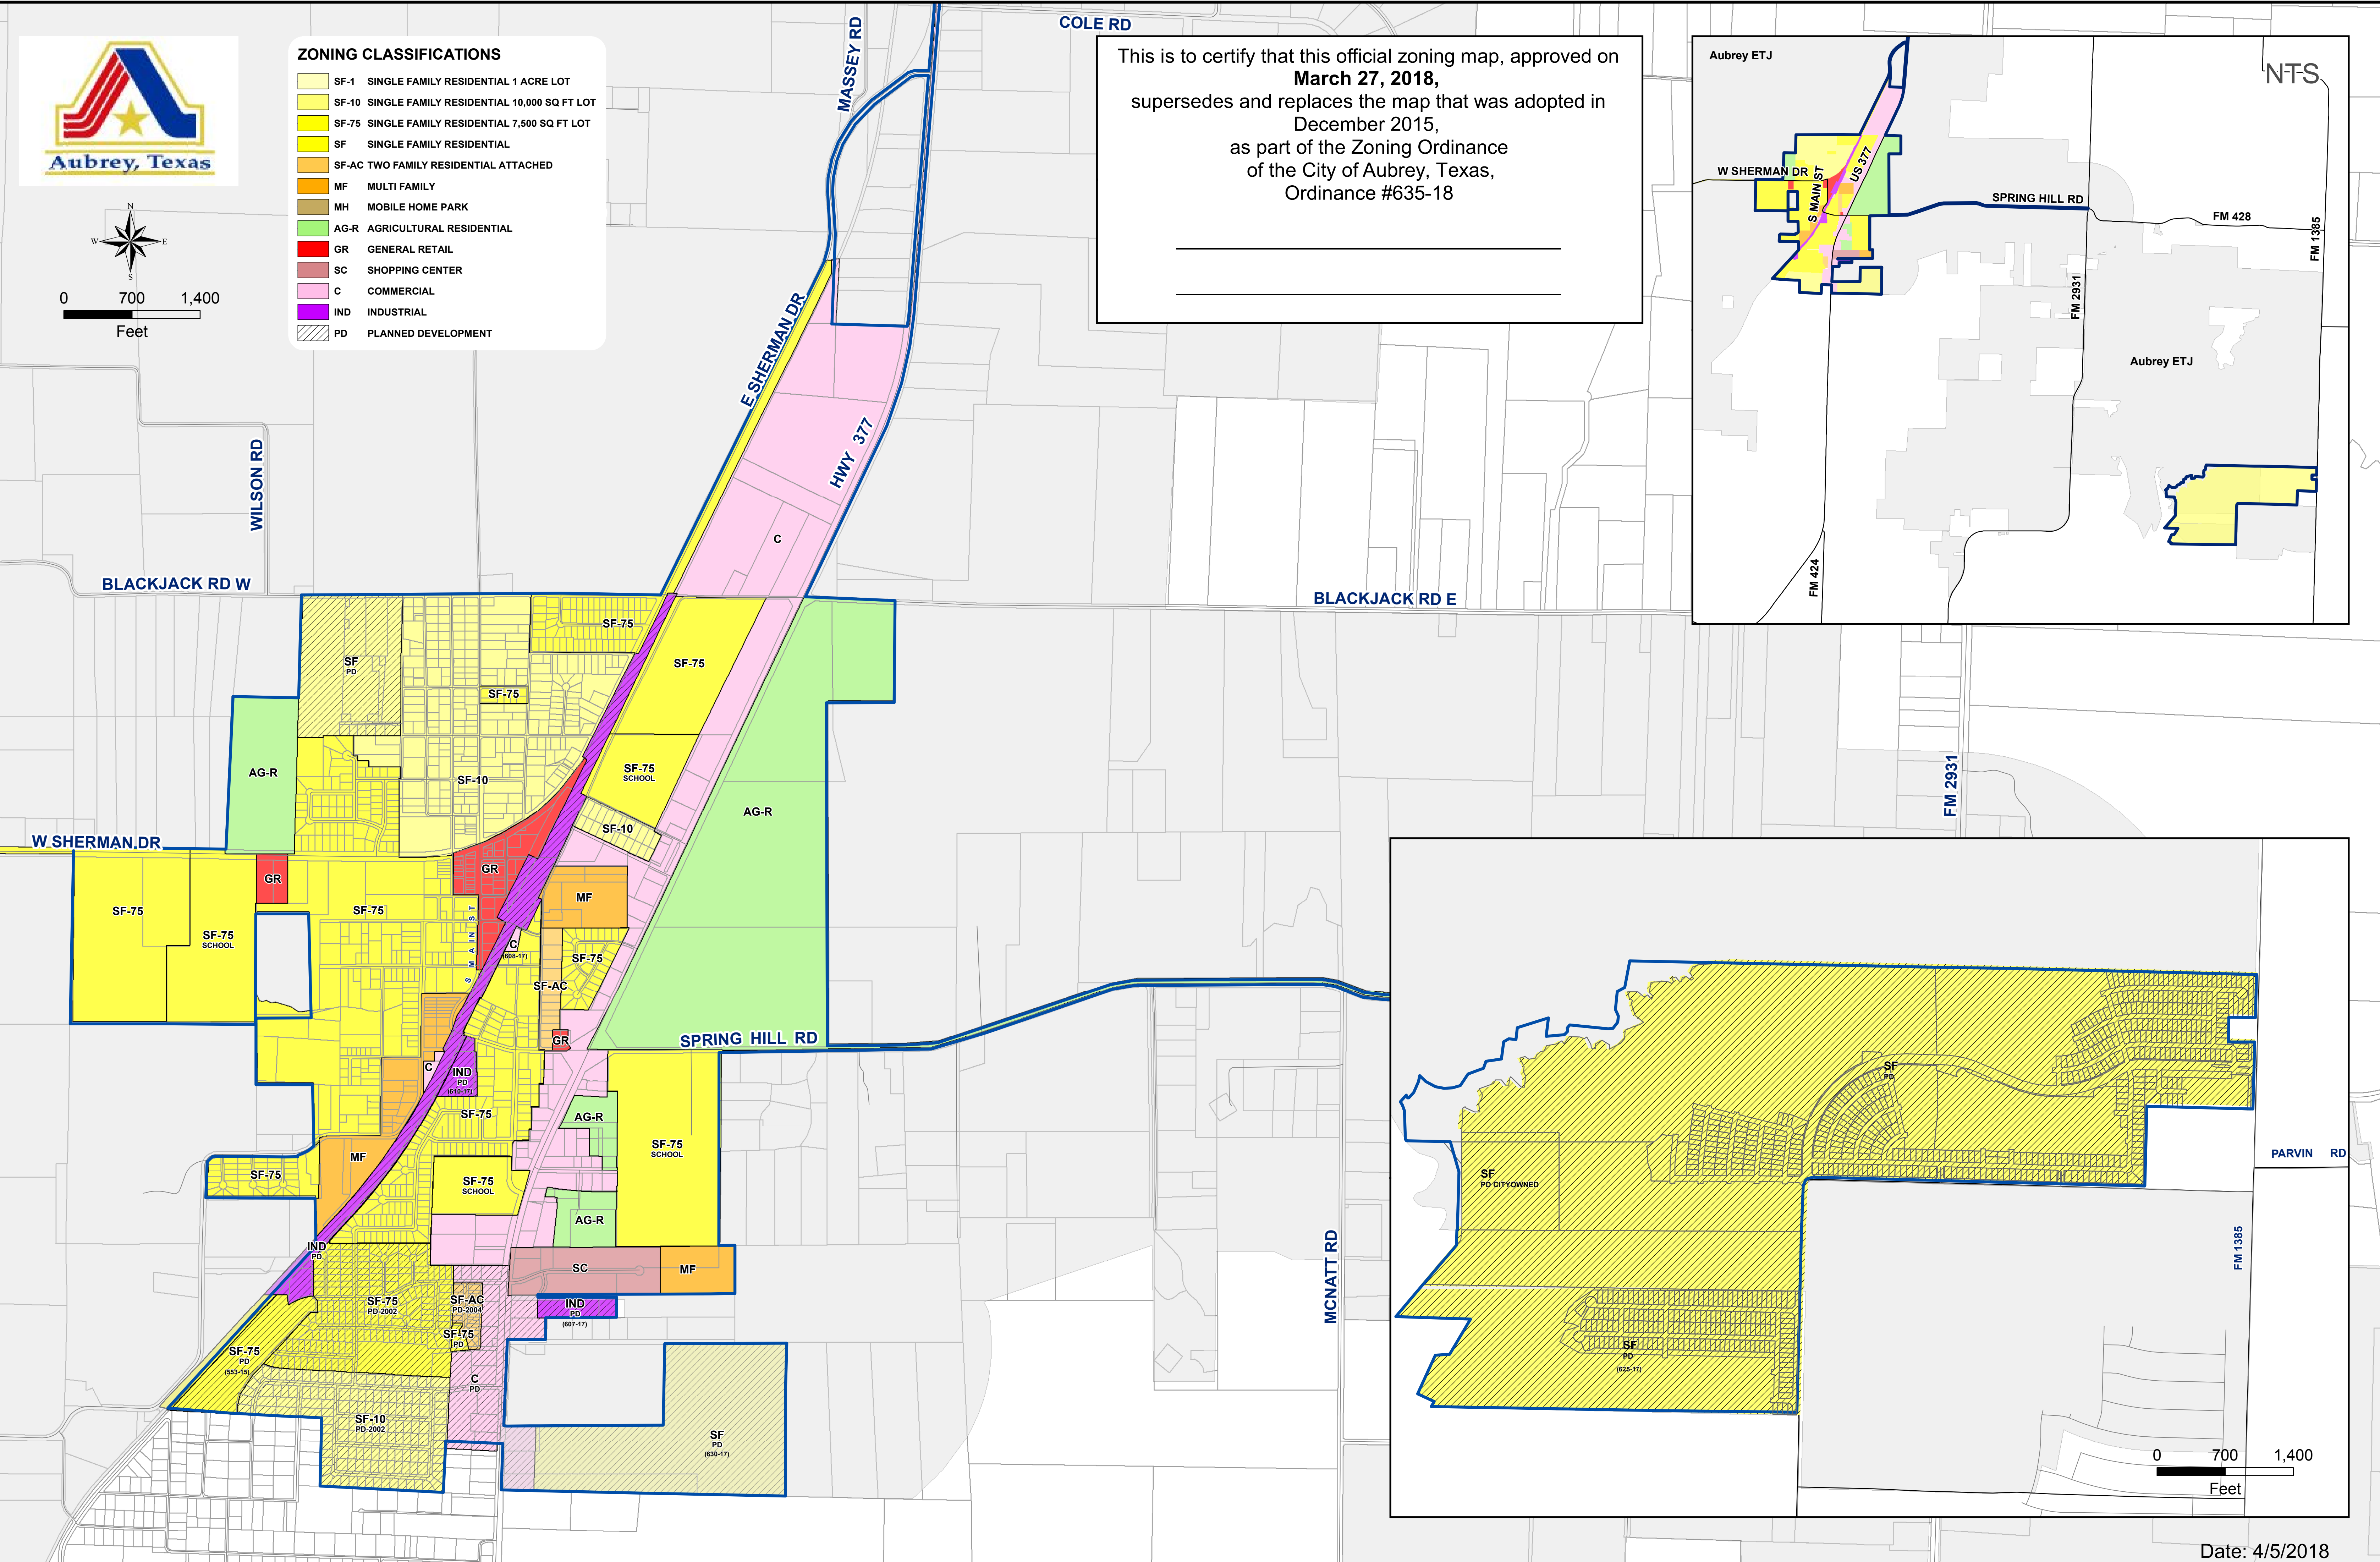 COLE RD
MASSEY RD
Aubrey, Texas
ZONING CLASSIFICATIONS
SF-1 SINGLE FAMILY RESIDENTIAL 1 ACRE LOT
SF-10 SINGLE FAMILY RESIDENTIAL 10,000 SQ FT LOT
SF-75 SINGLE FAMILY RESIDENTIAL 7,500 SQ FT LOT
SF SINGLE FAMILY RESIDENTIAL
SF-AC TWO FAMILY RESIDENTIAL ATTACHED
MF MULTI FAMILY
MH MOBILE HOME PARK
AG-R AGRICULTURAL RESIDENTIAL
GR GENERAL RETAIL
SC SHOPPING CENTER
C COMMERCIAL
IND INDUSTRIAL
PD PLANNED DEVELOPMENT
N
W E
S
0 700 1,400
Feet
This is to certify that this official zoning map, approved on
March 27, 2018,
supersedes and replaces the map that was adopted in
December 2015,
as part of the Zoning Ordinance
of the City of Aubrey, Texas,
Ordinance #635-18
Aubrey ETJ
NTS
W SHERMAN DR
S MAIN ST
US 377
SPRING HILL RD
FM 428
FM 1385
FM 2931
Aubrey ETJ
FM 424
E SHERMAN DR
HWY 377
WILSON RD
C
BLACKJACK RD W
BLACKJACK RD E
SF-75
SF
PD
SF-75
SF-75
AG-R
SF-10
SF-75
SCHOOL
AG-R
SF-10
FM 2931
W SHERMAN DR
GR
GR
MF
SF-75
SF-75
SF-75
SCHOOL
S MAIN ST
C
(608-17)
SF-75
SF-AC
GR
SPRING HILL RD
C
IND
PD
(610-17)
SF-75
AG-R
SF-75
SCHOOL
MF
SF-75
SF-75
SCHOOL
AG-R
IND
PD
SC
MF
SF-75
PD-2002
SF-AC
PD-2004
IND
PD
(607-17)
SF-75
PD
SF-75
PD
(553-15)
C
PD
SF-10
PD-2002
SF
PD
(630-17)
MCNATT RD
SF
PD
PARVIN RD
SF
PD CITYOWNED
FM 1385
SF
PD
(625-17)
0 700 1,400
Feet
Date: 4/5/2018